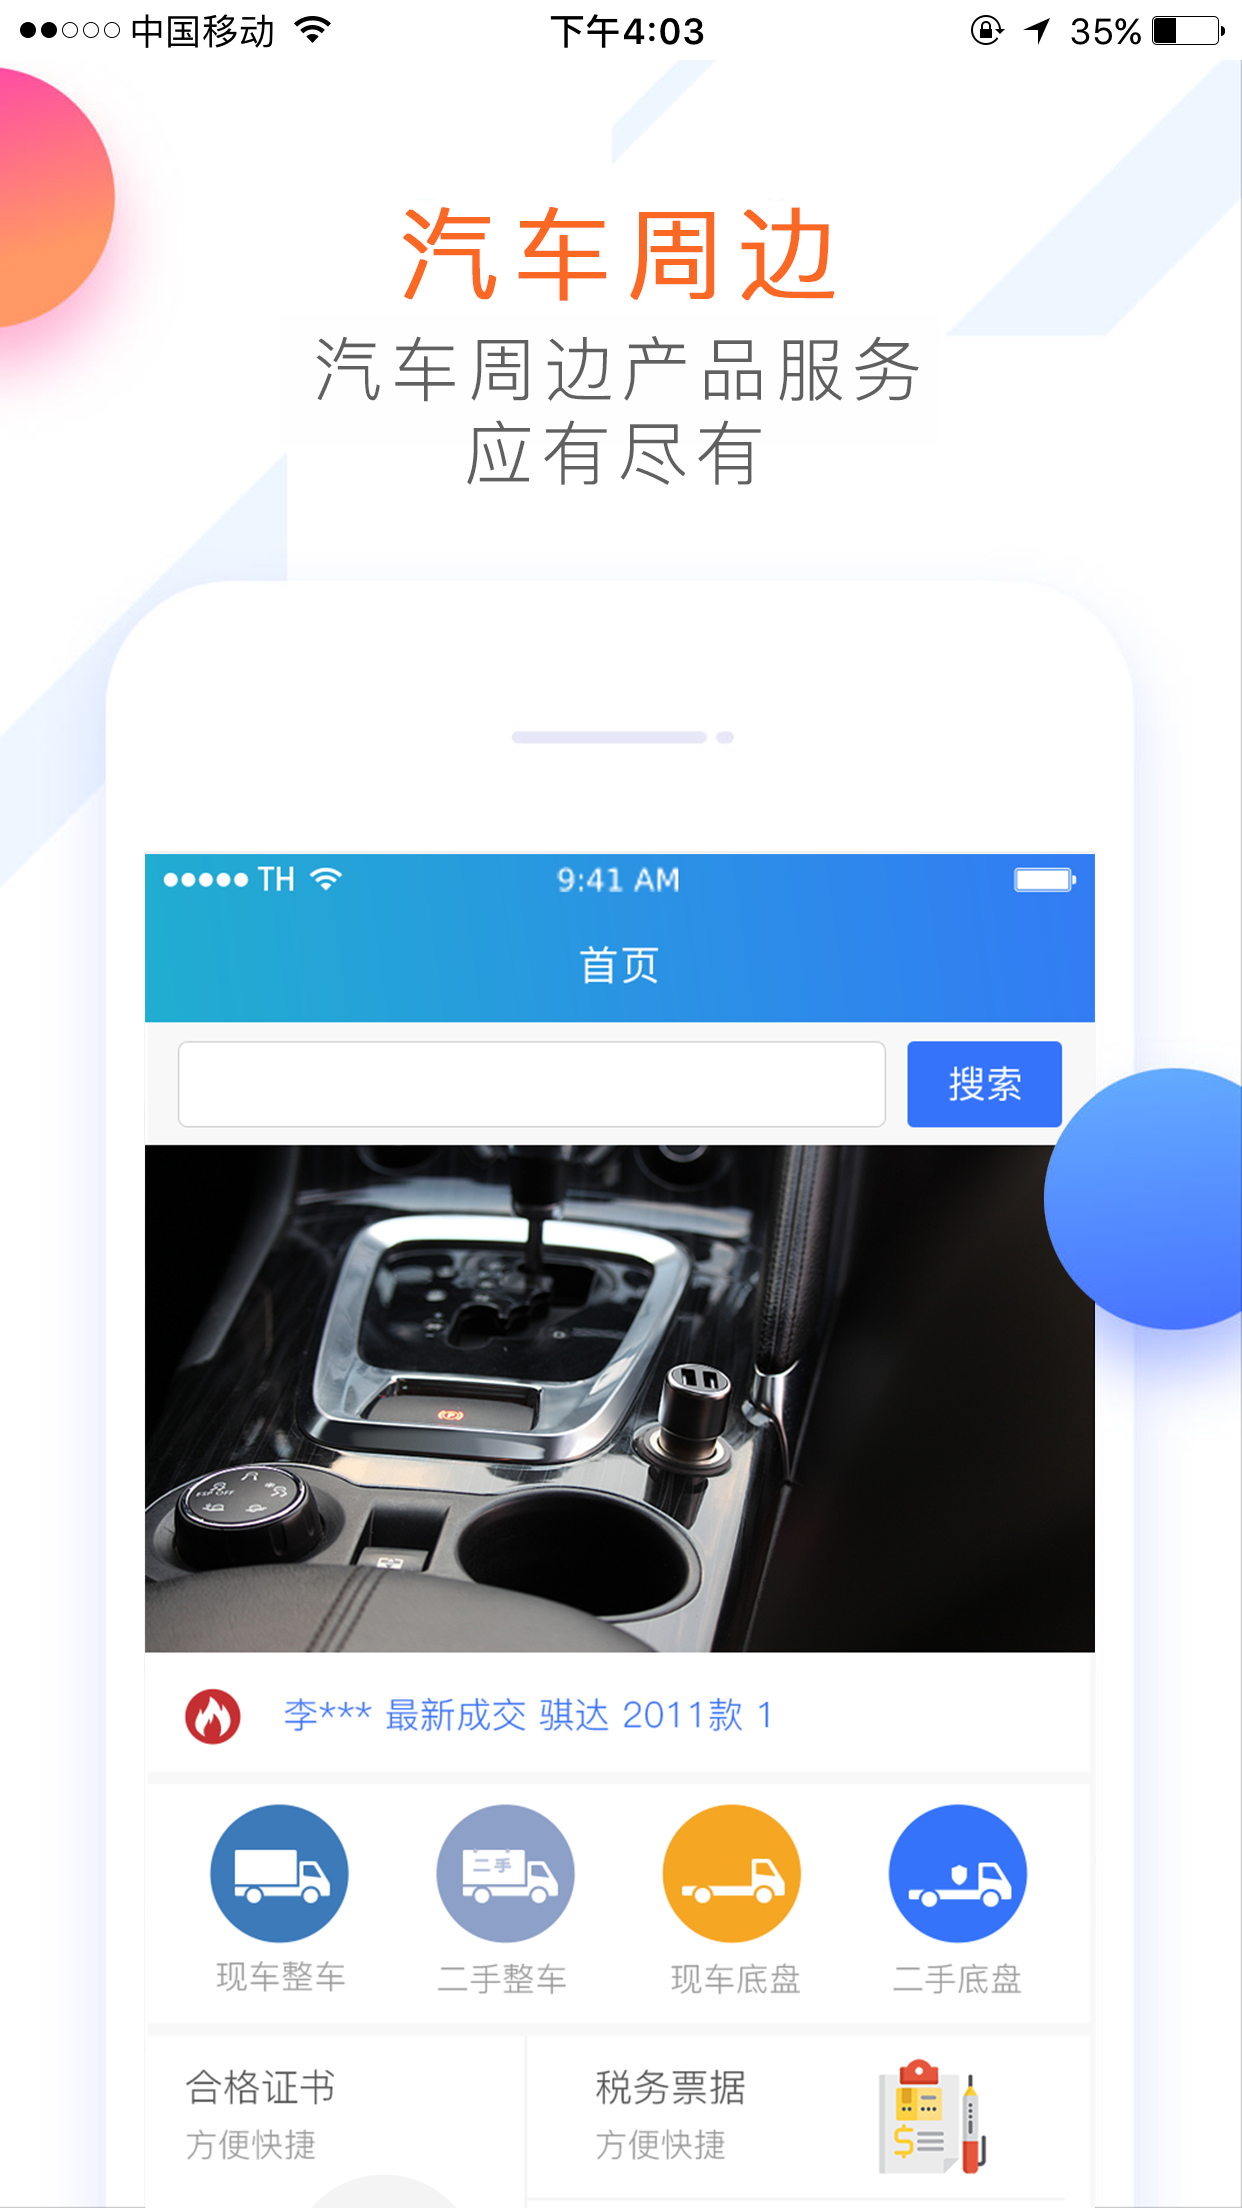 中国移动
下午4:03
35%
汽车周边
汽车周边产品服务
应有尽有
TH
9:41 AM
首页
搜索
ESP OFF
李*** 最新成交 骐达 2011款 1
二手
现车整车
二手整车
现车底盘
二手底盘
合格证书
方便快捷
税务票据
方便快捷